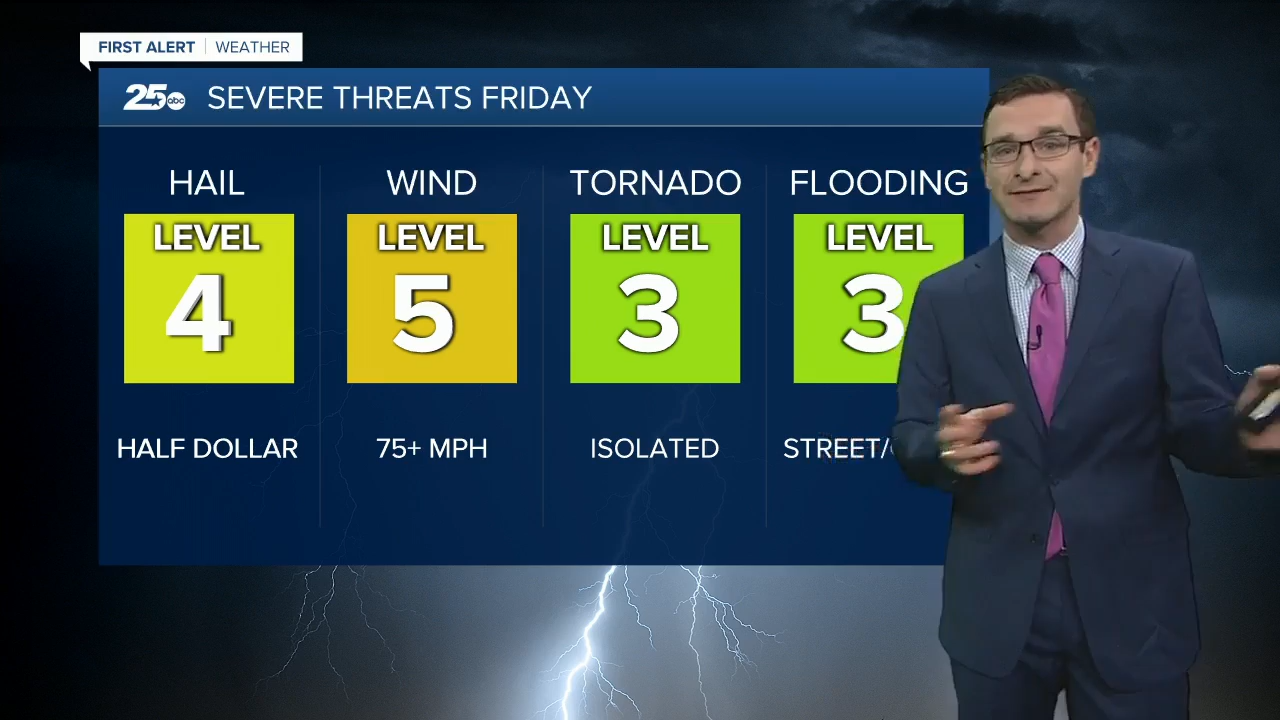 FIRST ALERT | WEATHER
25 abc SEVERE THREATS FRIDAY
HAIL WIND TORNADO FLOODING
LEVEL LEVEL LEVEL LEVEL
4 5 3 3
HALF DOLLAR 75+ MPH ISOLATED STREET/